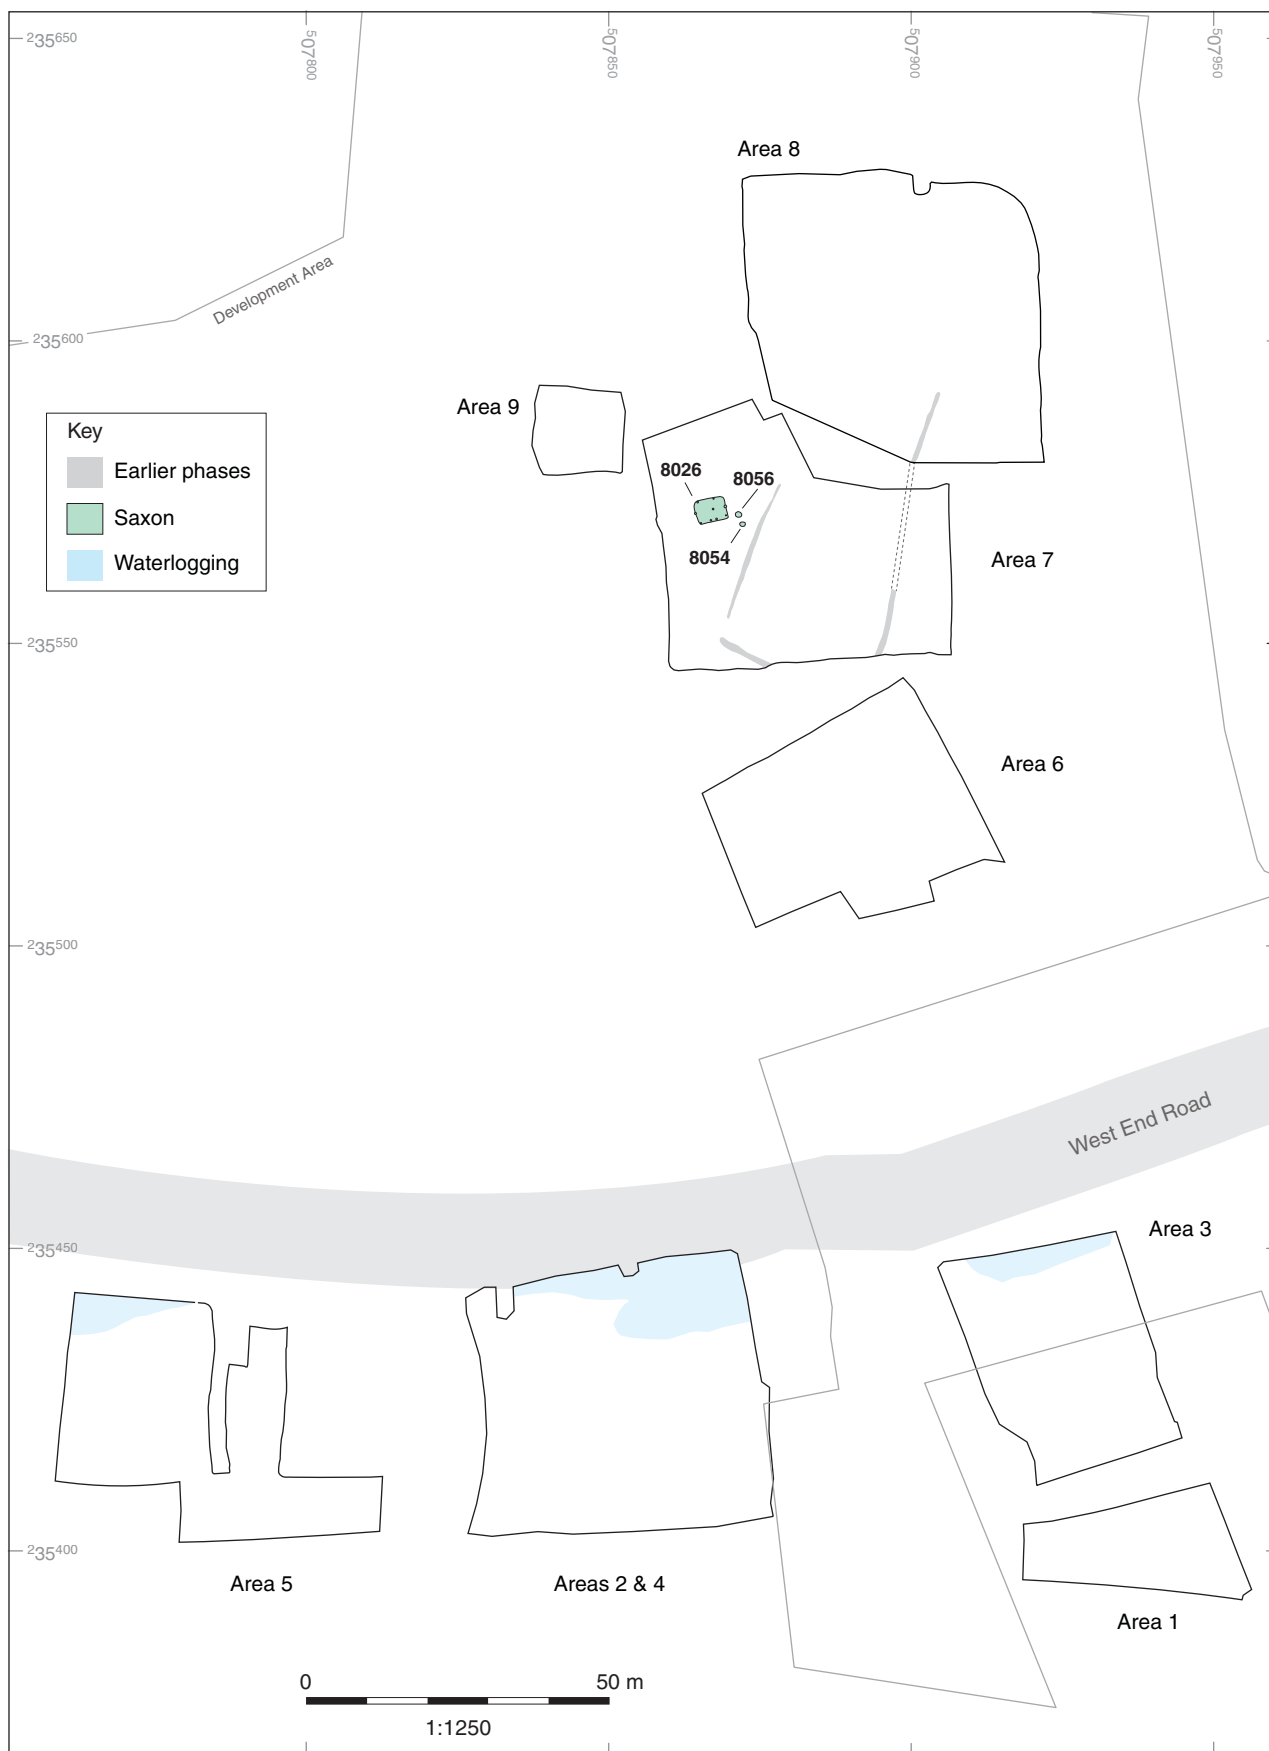 235650
507800
507850
507900
507950
Area 8
Development Area
235600
Area 9
Key
Earlier phases
Saxon
Waterlogging
8026
8056
8054
Area 7
235550
Area 6
235500
West End Road
Area 3
235450
235400
Area 5
Areas 2 & 4
Area 1
0
50 m
1:1250